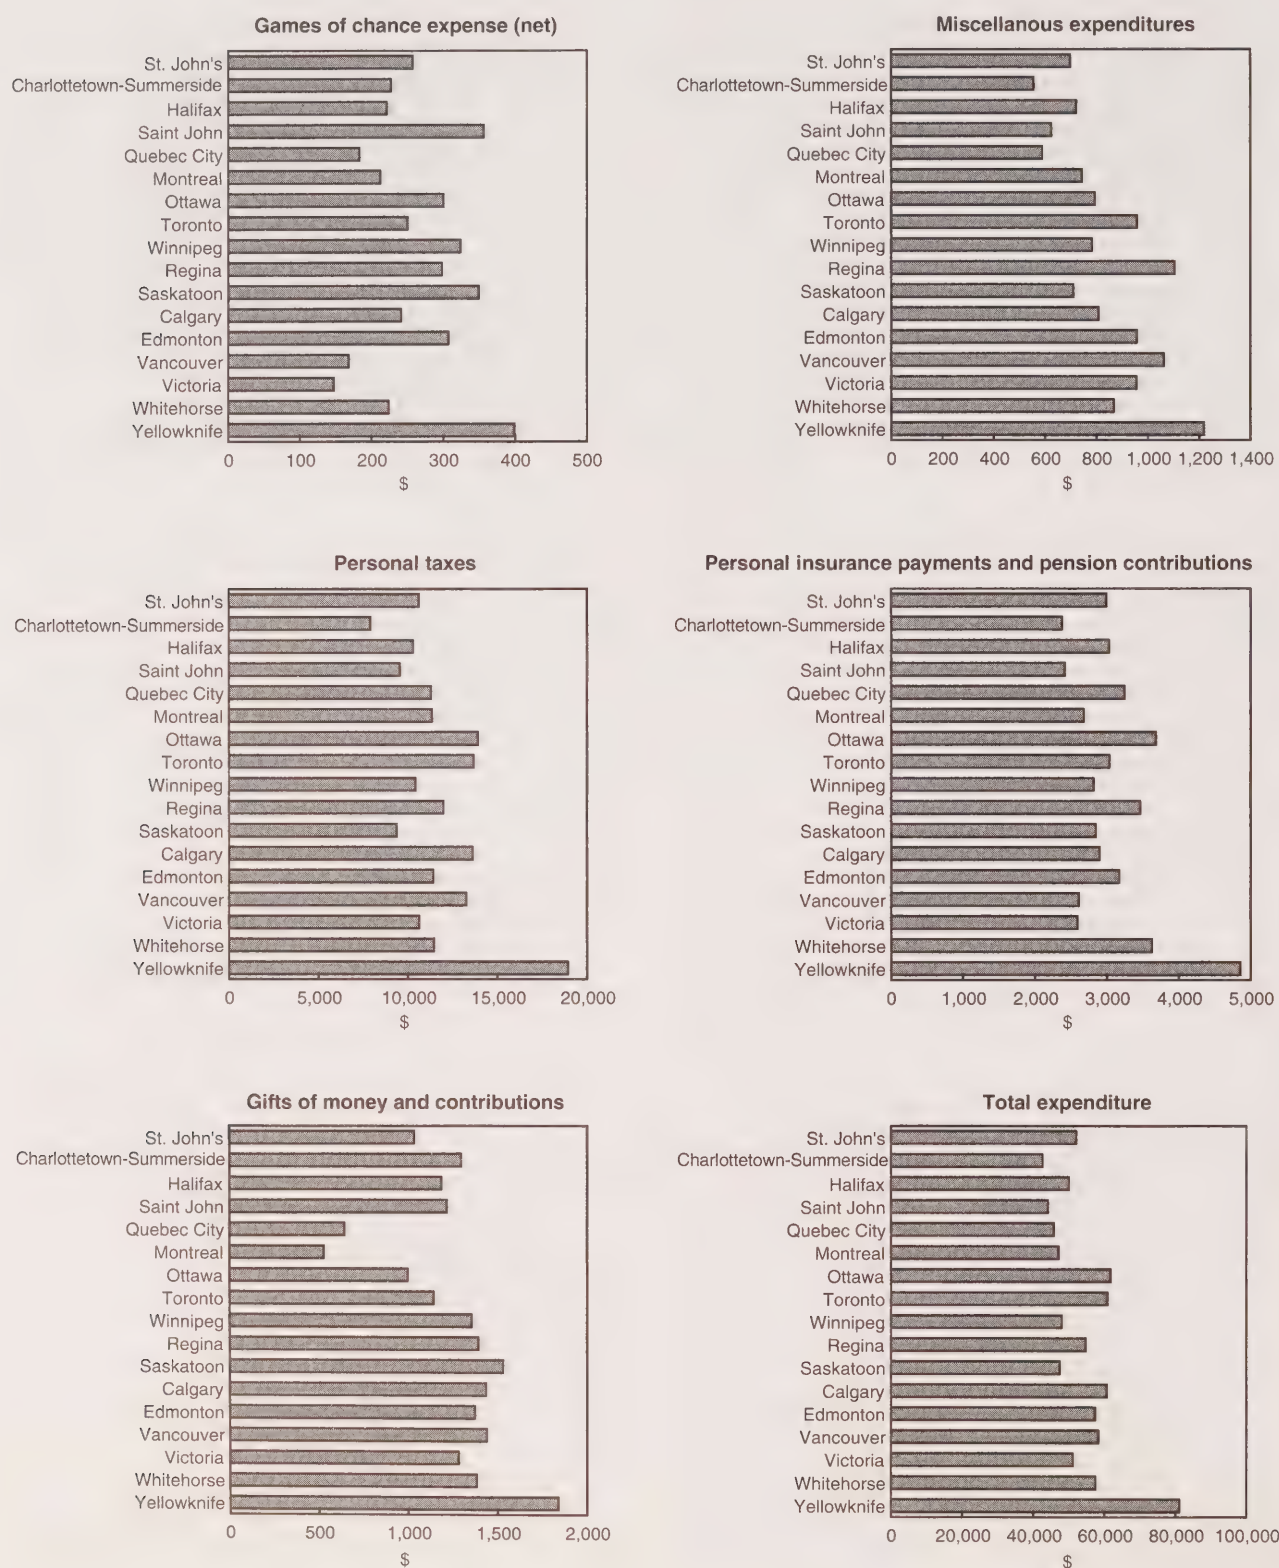 Games of chance expense (net)
St. John's
Charlottetown-Summerside
Halifax
Saint John
Quebec City
Montreal
Ottawa
Toronto
Winnipeg
Regina
Saskatoon
Calgary
Edmonton
Vancouver
Victoria
Whitehorse
Yellowknife
0 100 200 300 400 500
$
Miscellanous expenditures
St. John's
Charlottetown-Summerside
Halifax
Saint John
Quebec City
Montreal
Ottawa
Toronto
Winnipeg
Regina
Saskatoon
Calgary
Edmonton
Vancouver
Victoria
Whitehorse
Yellowknife
0 200 400 600 800 1,000 1,200 1,400
$
Personal taxes
St. John's
Charlottetown-Summerside
Halifax
Saint John
Quebec City
Montreal
Ottawa
Toronto
Winnipeg
Regina
Saskatoon
Calgary
Edmonton
Vancouver
Victoria
Whitehorse
Yellowknife
0 5,000 10,000 15,000 20,000
$
Personal insurance payments and pension contributions
St. John's
Charlottetown-Summerside
Halifax
Saint John
Quebec City
Montreal
Ottawa
Toronto
Winnipeg
Regina
Saskatoon
Calgary
Edmonton
Vancouver
Victoria
Whitehorse
Yellowknife
0 1,000 2,000 3,000 4,000 5,000
$
Gifts of money and contributions
St. John's
Charlottetown-Summerside
Halifax
Saint John
Quebec City
Montreal
Ottawa
Toronto
Winnipeg
Regina
Saskatoon
Calgary
Edmonton
Vancouver
Victoria
Whitehorse
Yellowknife
0 500 1,000 1,500 2,000
$
Total expenditure
St. John's
Charlottetown-Summerside
Halifax
Saint John
Quebec City
Montreal
Ottawa
Toronto
Winnipeg
Regina
Saskatoon
Calgary
Edmonton
Vancouver
Victoria
Whitehorse
Yellowknife
0 20,000 40,000 60,000 80,000 100,000
$